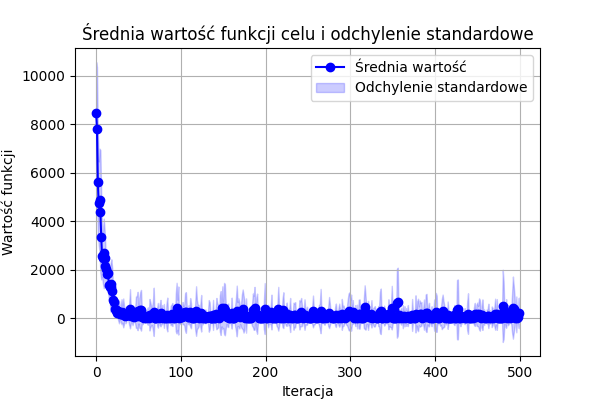 Średnia wartość funkcji celu i odchylenie standardowe
Średnia wartość
Odchylenie standardowe
Wartość funkcji
10000
8000
6000
4000
2000
0
0 100 200 300 400 500
Iteracja